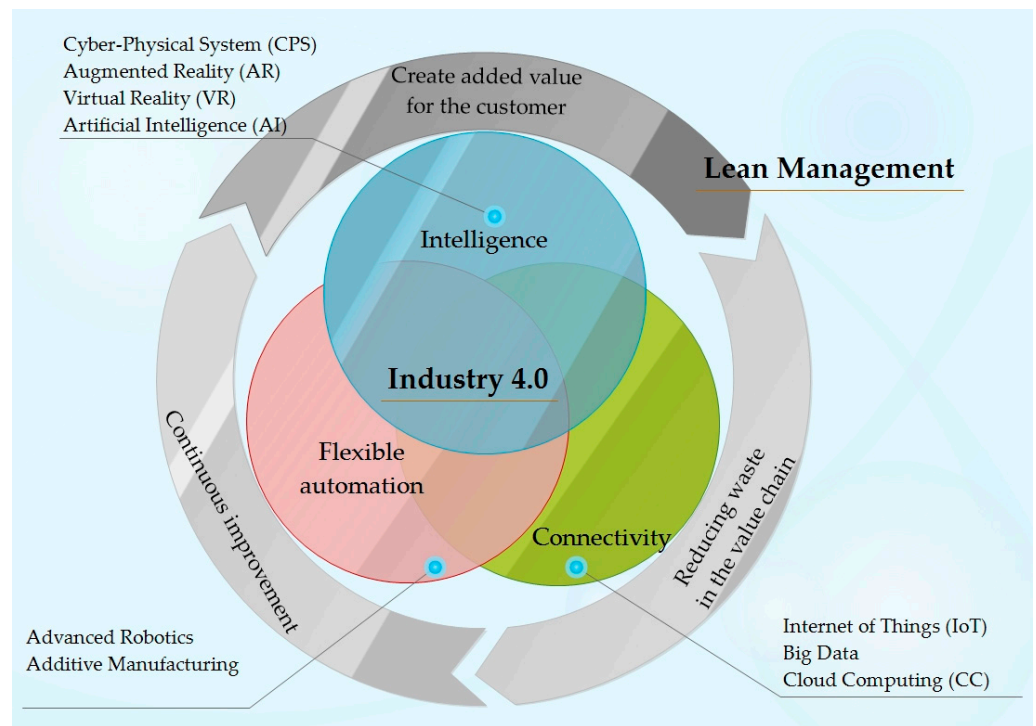 Cyber-Physical System (CPS)
Augmented Reality (AR)
Virtual Reality (VR)
Artificial Intelligence (AI)
Create added value
for the customer
Lean Management
Intelligence
Industry 4.0
Flexible
automation
Connectivity
Continuous improvement
Reducing waste
in the value chain
Advanced Robotics
Additive Manufacturing
Internet of Things (IoT)
Big Data
Cloud Computing (CC)